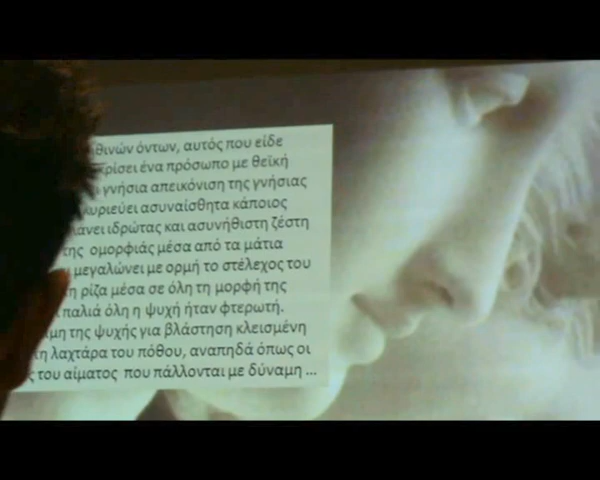 όντων, αυτός που είδε
ένα πρόσωπο με θεϊκή
γνήσια απεικόνιση της γνήσιας
κυριεύει ασυναίσθητα κάποιος
ιδρώτας και ασυνήθιστη ζέστη
της ομορφιάς μέσα από τα μάτια
μεγαλώνει με ορμή το στέλεχος του
ρίζα μέσα σε όλη τη μορφή της
παλιά όλη η ψυχή ήταν φτερωτή.
της ψυχής για βλάστηση κλεισμένη
λαχτάρα του πόθου, αναπηδά όπως οι
του αίματος που πάλλονται με δύναμη ...